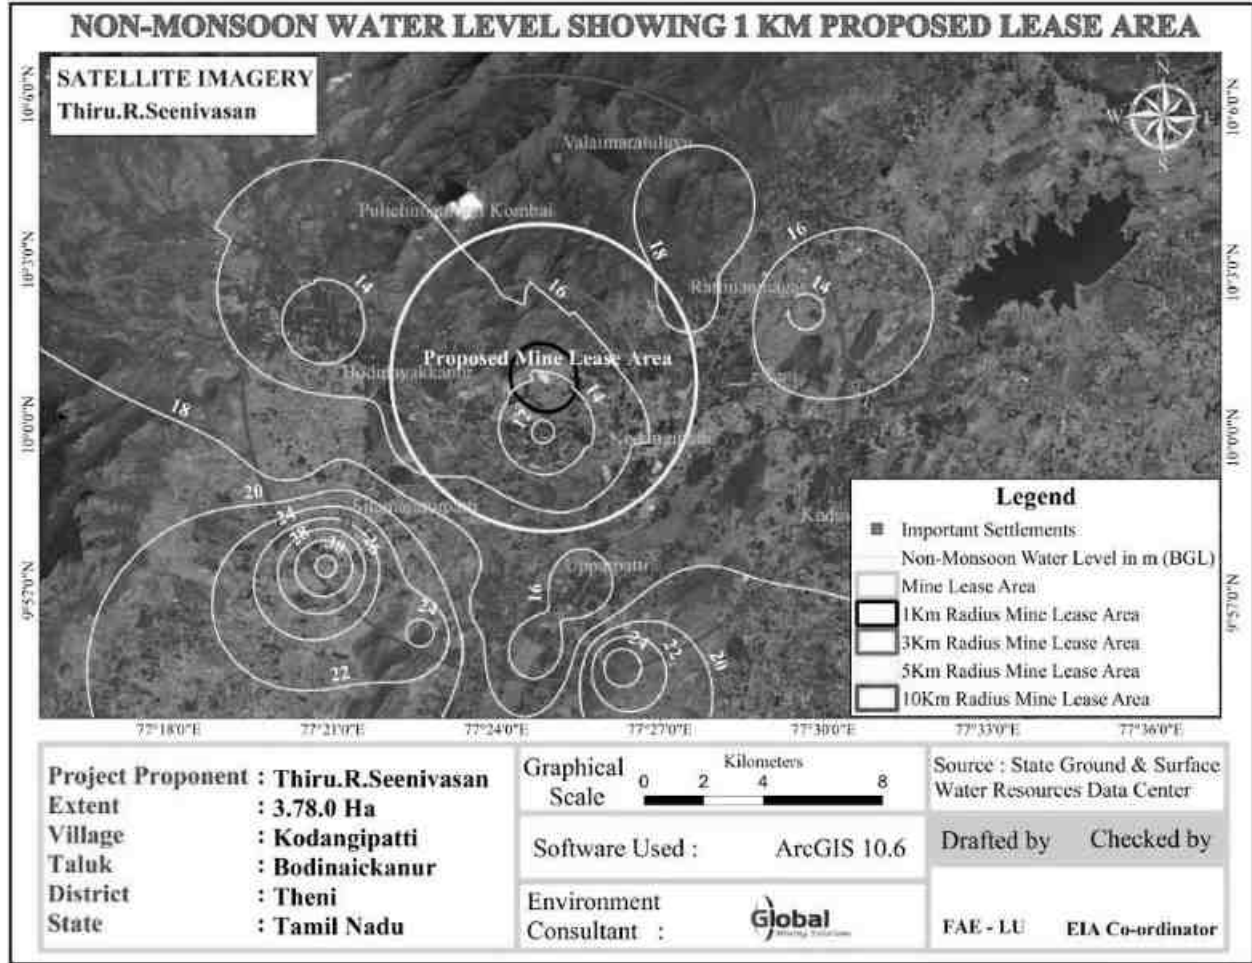 NON-MONSOON WATER LEVEL SHOWING 1 KM PROPOSED LEASE AREA
SATELLITE IMAGERY
Thiru.R.Seenivasan
10°6'0"N
10°3'0"N
10°0'0"N
9°57'0"N
10°6'0"N
10°3'0"N
10°0'0"N
9°57'0"N
N
W
E
S
Kombai
16
18
16
14
14
Proposed Mine Lease Area
14
12
18
20
24
28
30
26
22
24
16
24
22
20
Legend
Important Settlements
Non-Monsoon Water Level in m (BGL)
Mine Lease Area
1Km Radius Mine Lease Area
3Km Radius Mine Lease Area
5Km Radius Mine Lease Area
10Km Radius Mine Lease Area
77°18'0"E 77°21'0"E 77°24'0"E 77°27'0"E 77°30'0"E 77°33'0"E 77°36'0"E
Project Proponent : Thiru.R.Seenivasan
Extent : 3.78.0 Ha
Village : Kodangipatti
Taluk : Bodinaickanur
District : Theni
State : Tamil Nadu
Graphical Scale
Kilometers
0 2 4 8
Software Used : ArcGIS 10.6
Environment
Consultant :
Global
Mining Solutions
Source : State Ground & Surface
Water Resources Data Center
Drafted by Checked by
FAE - LU EIA Co-ordinator